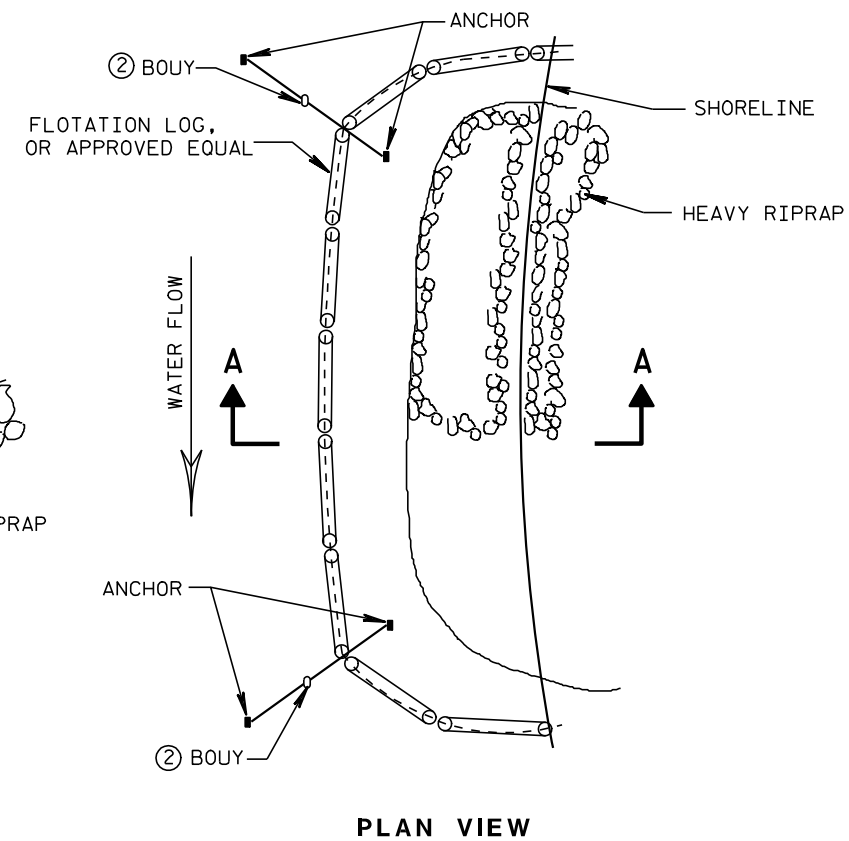 ANCHOR
② BOUY
SHORELINE
FLOTATION LOG,
OR APPROVED EQUAL
HEAVY RIPRAP
WATER FLOW
A
A
PRAP
ANCHOR
② BOUY
PLAN VIEW